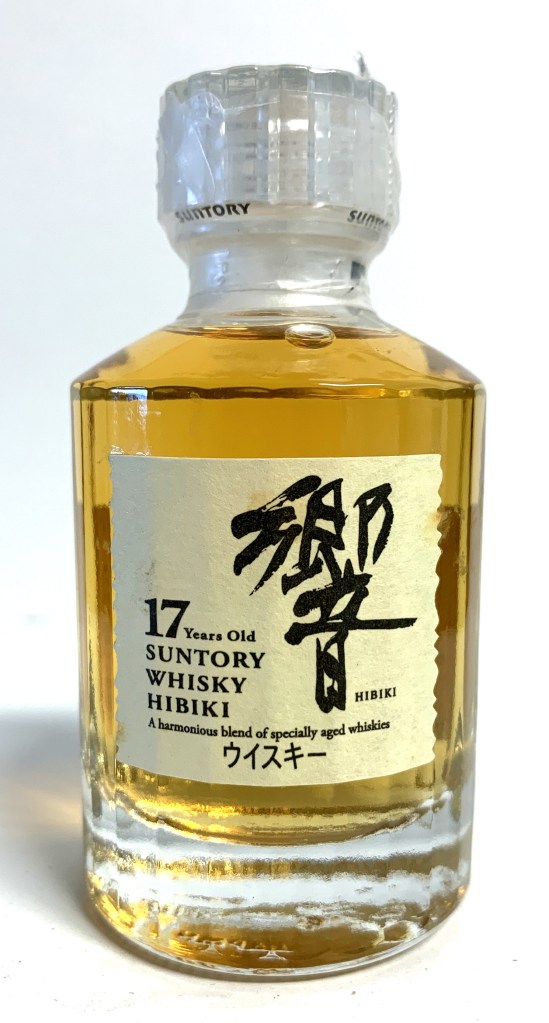 SUNTORY
SUNTORY
響
17 Years Old
SUNTORY
WHISKY
HIBIKI
HIBIKI
A harmonious blend of specially aged whiskies
ウイスキー